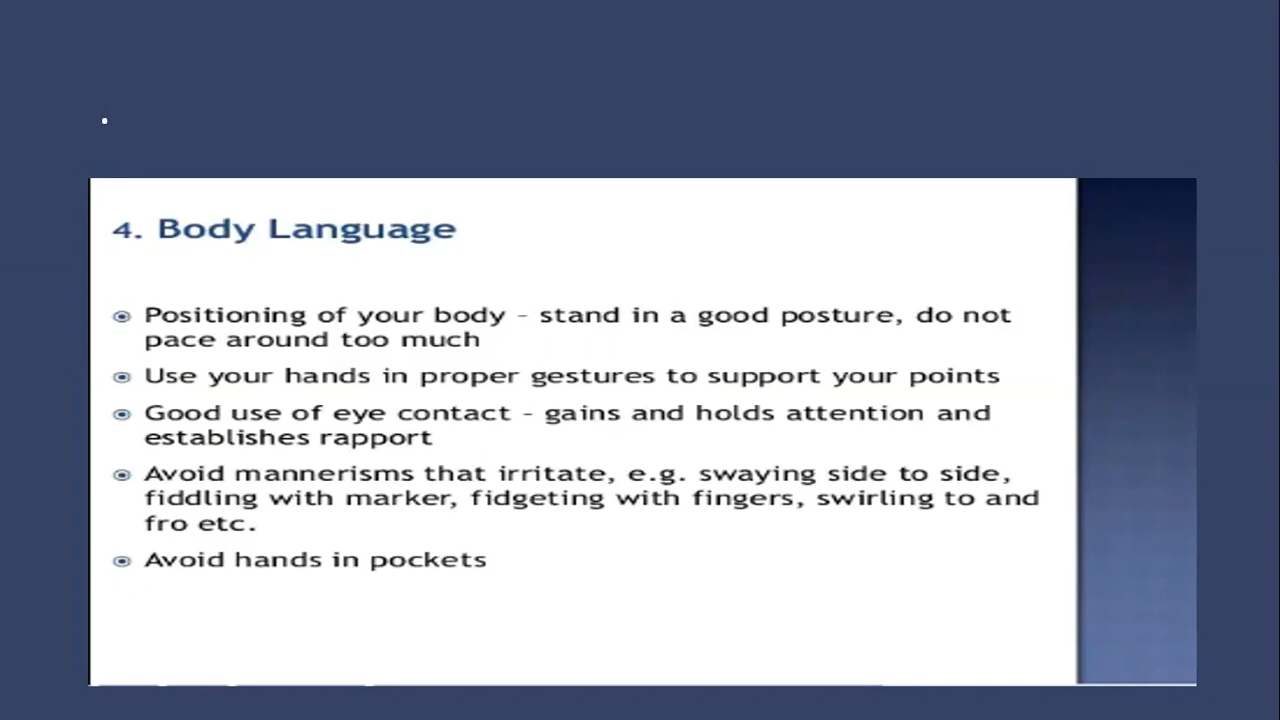 .
4. Body Language
Positioning of your body - stand in a good posture, do not
pace around too much
Use your hands in proper gestures to support your points
Good use of eye contact - gains and holds attention and
establishes rapport
Avoid mannerisms that irritate, e.g. swaying side to side,
fiddling with marker, fidgeting with fingers, swirling to and
fro etc.
Avoid hands in pockets